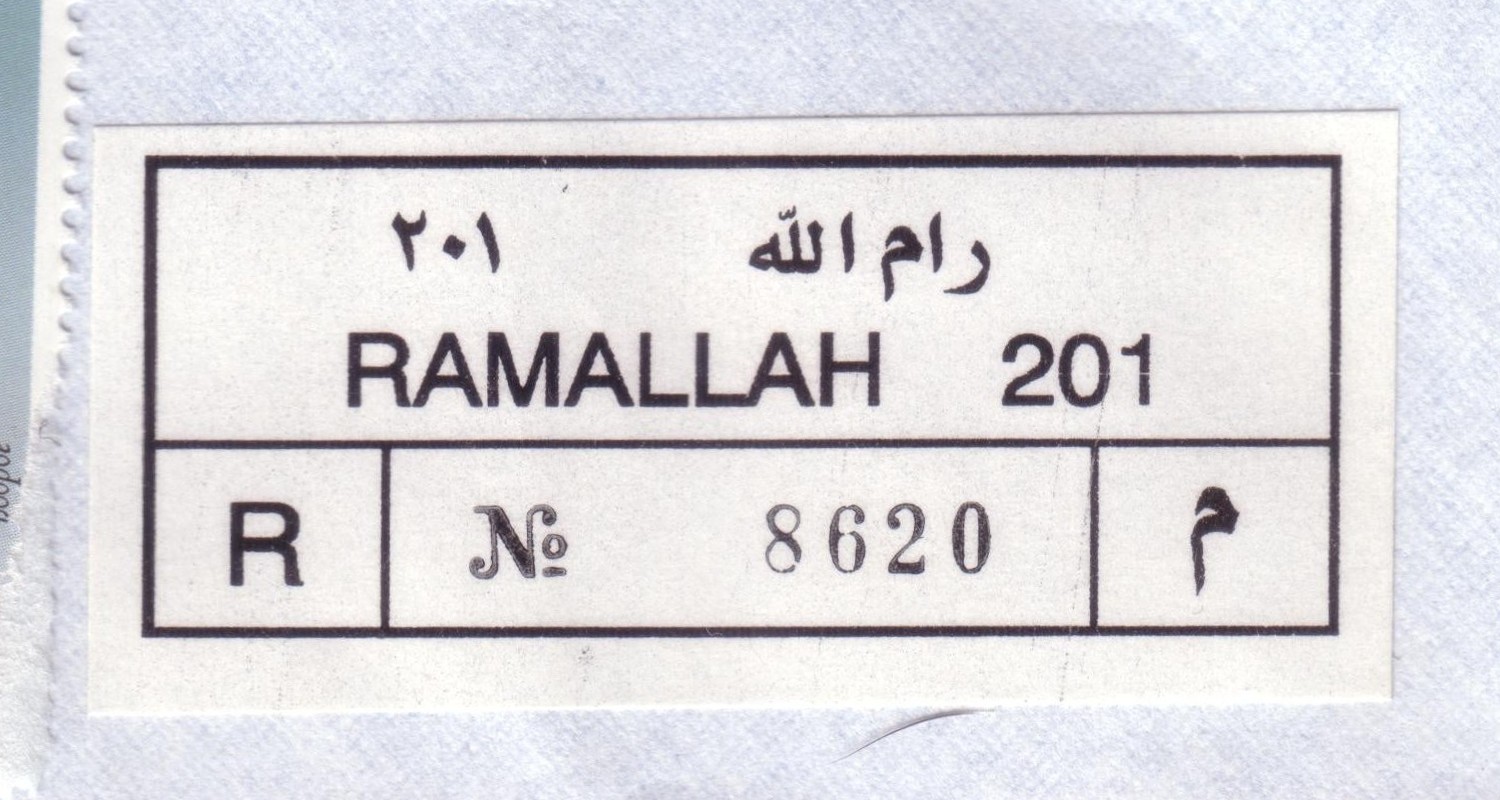 رام الله ٢٠١
RAMALLAH 201
R № 8620 م